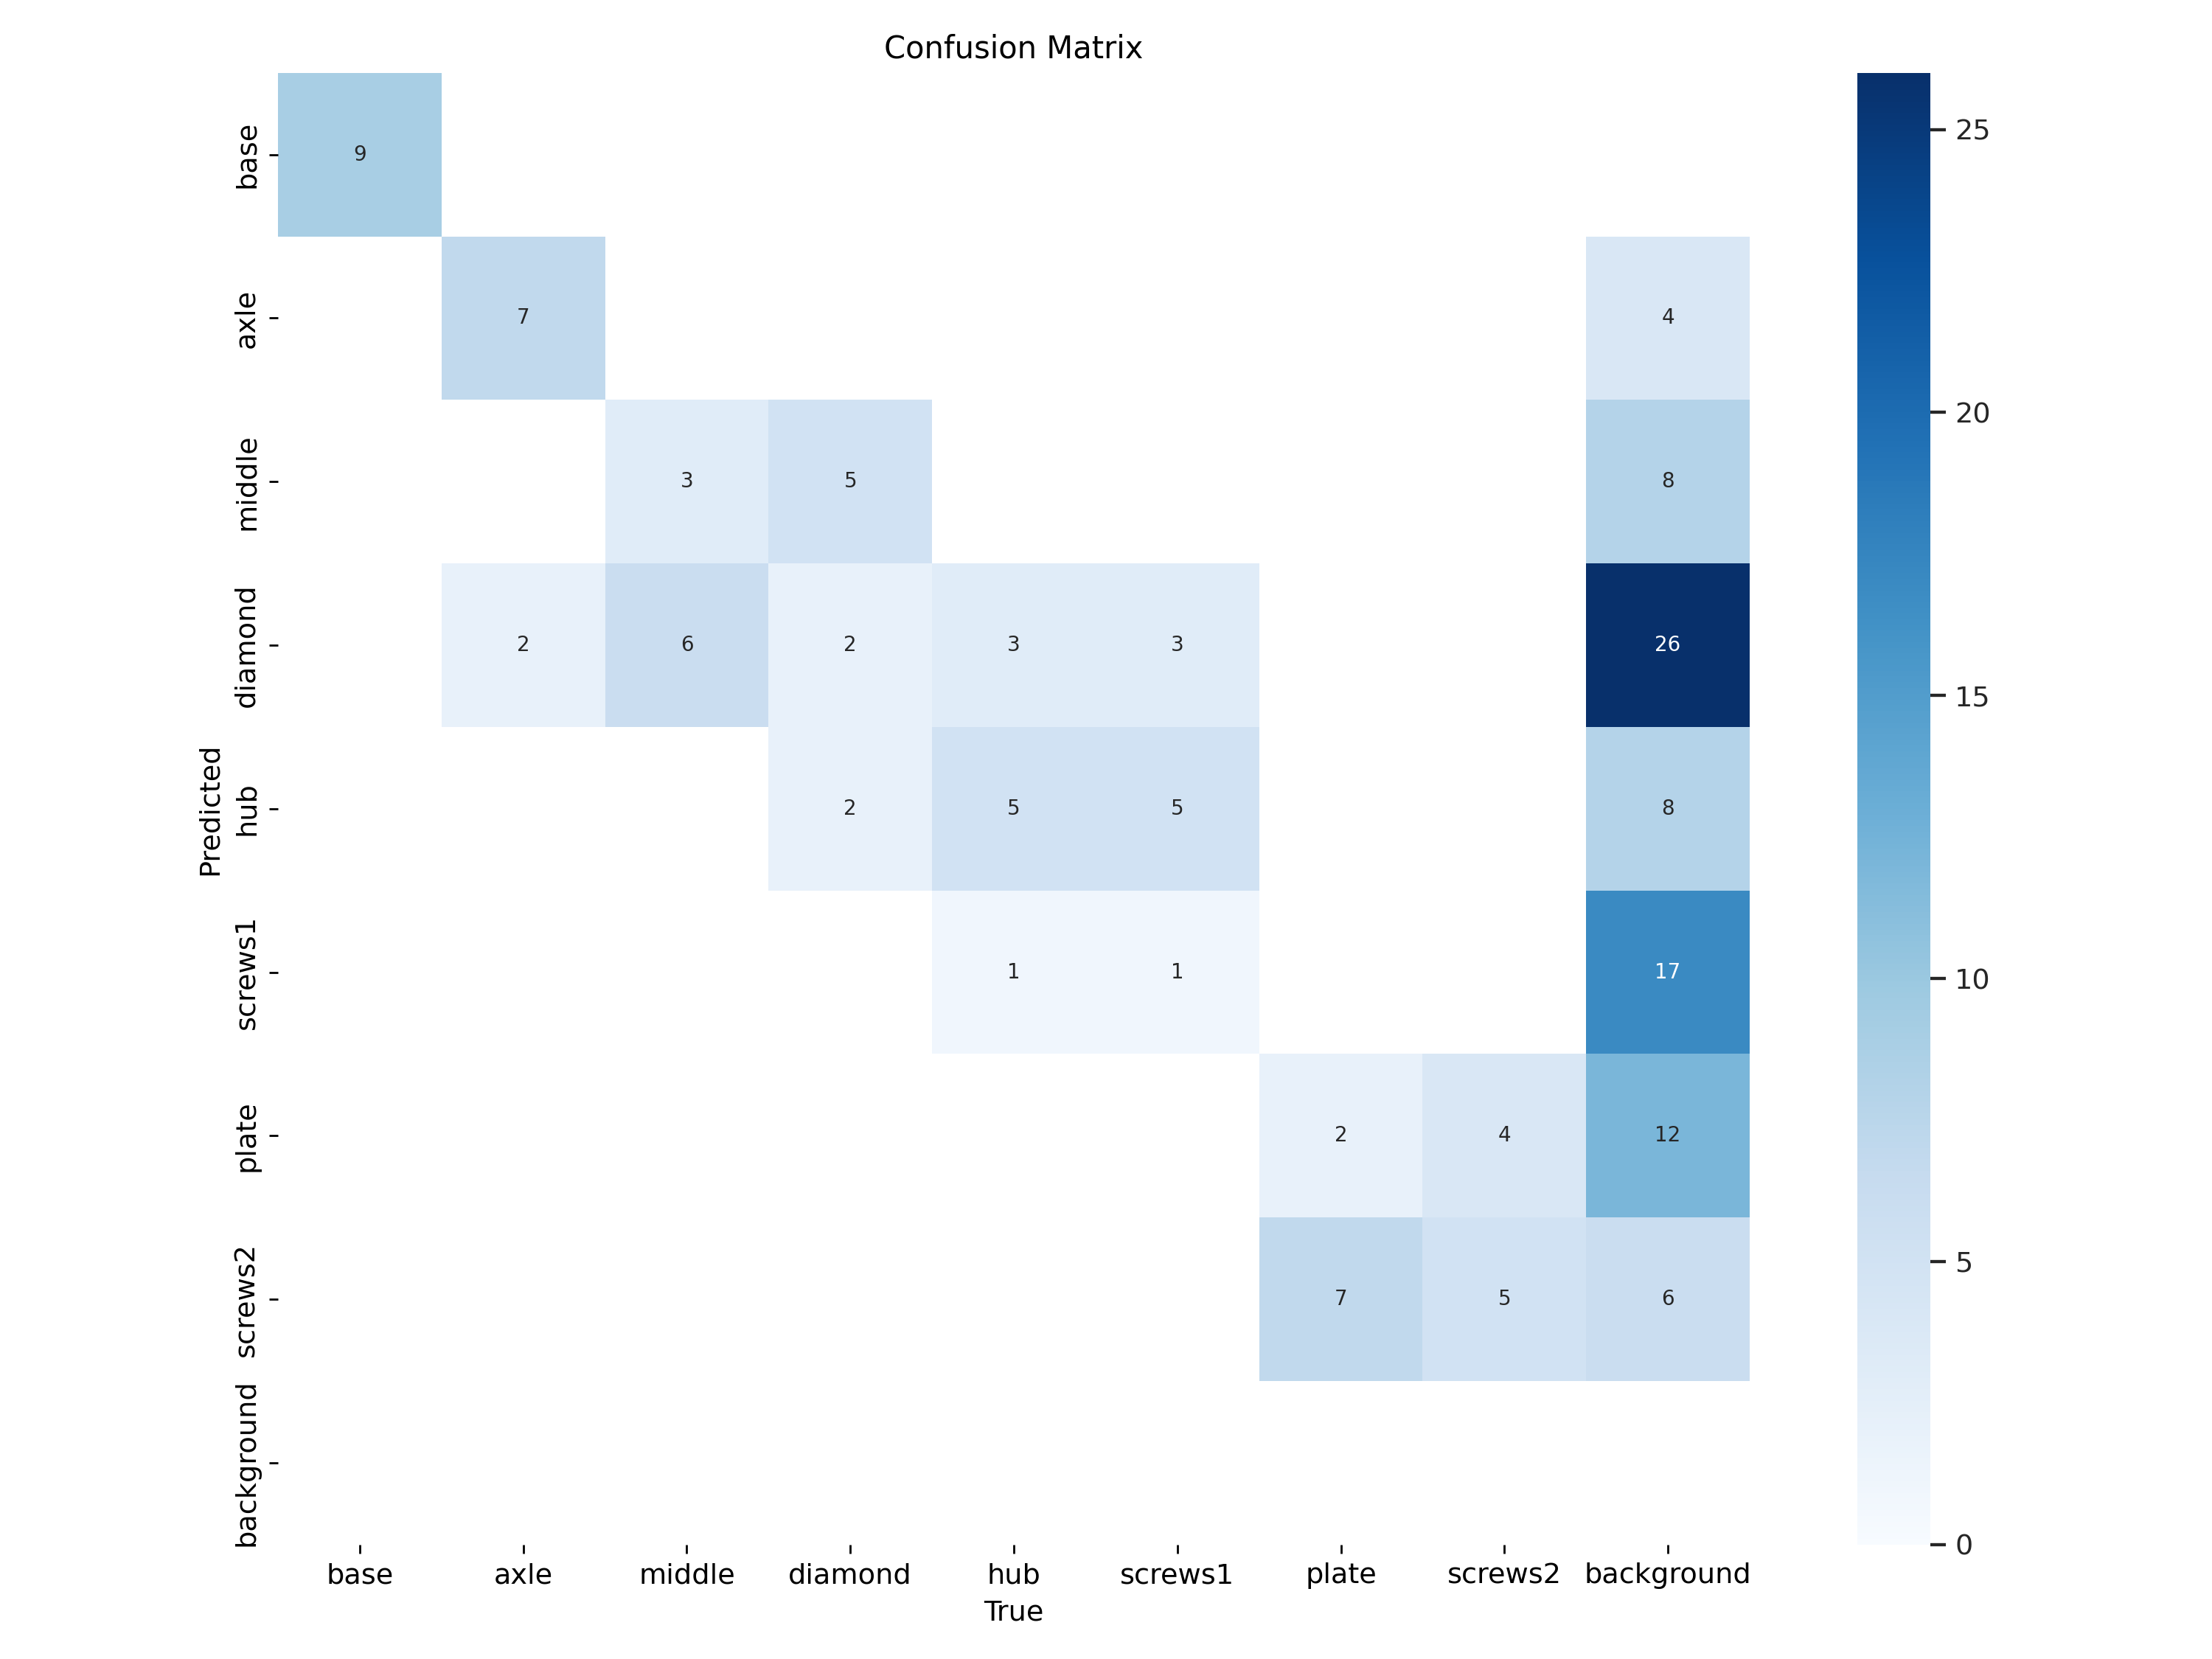 Confusion Matrix
Predicted
base
9
axle
7
4
middle
3
5
8
diamond
2
6
2
3
3
26
hub
2
5
5
8
screws1
1
1
17
plate
2
4
12
screws2
7
5
6
background
base
axle
middle
diamond
hub
screws1
plate
screws2
background
True
25
20
15
10
5
0